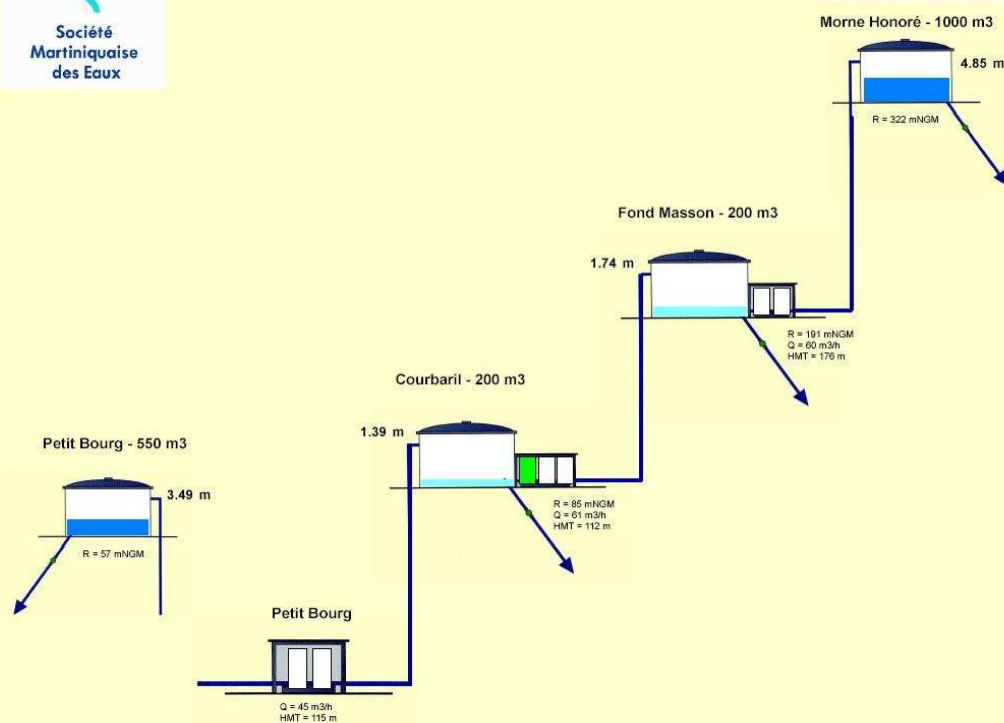 Société
Martiniquaise
des Eaux
Morne Honoré - 1000 m3
4.85 m
R = 322 mNGM
Fond Masson - 200 m3
1.74 m
R = 191 mNGM
Q = 60 m3/h
HMT = 176 m
Courbaril - 200 m3
1.39 m
R = 85 mNGM
Q = 61 m3/h
HMT = 112 m
Petit Bourg - 550 m3
3.49 m
R = 57 mNGM
Petit Bourg
Q = 45 m3/h
HMT = 115 m